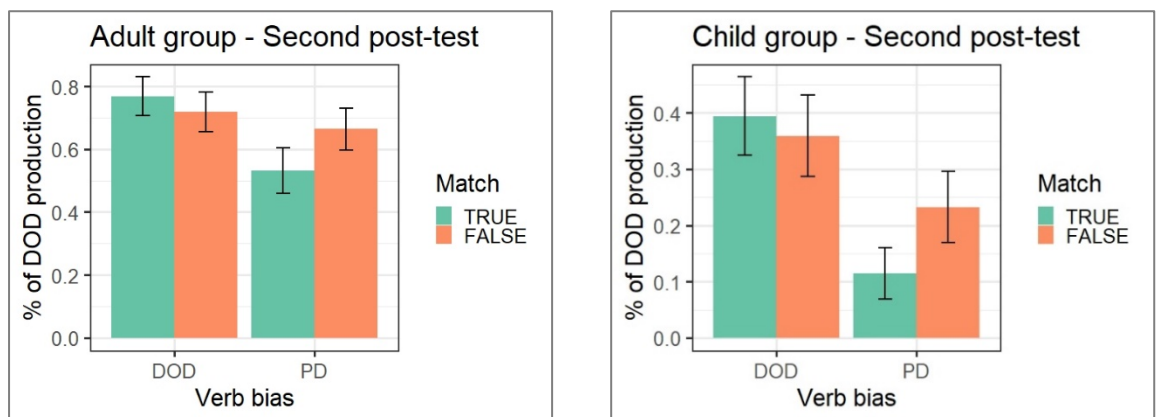 Adult group - Second post-test
% of DOD production
0.8
0.6
0.4
0.2
0.0
DOD
PD
Verb bias
Match
TRUE
FALSE
Child group - Second post-test
% of DOD production
0.4
0.3
0.2
0.1
0.0
DOD
PD
Verb bias
Match
TRUE
FALSE